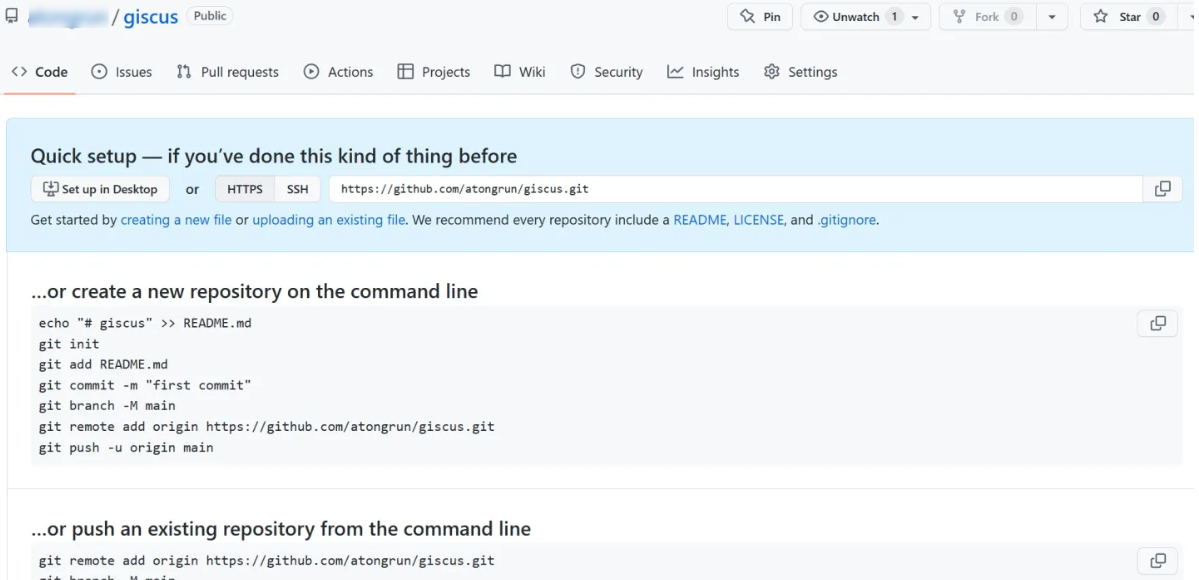 / giscus Public
Pin Unwatch 1 Fork 0 Star 0
Code Issues Pull requests Actions Projects Wiki Security Insights Settings
Quick setup — if you’ve done this kind of thing before
Set up in Desktop or HTTPS SSH https://github.com/atongrun/giscus.git
Get started by creating a new file or uploading an existing file. We recommend every repository include a README, LICENSE, and .gitignore.
...or create a new repository on the command line
echo "# giscus" >> README.md
git init
git add README.md
git commit -m "first commit"
git branch -M main
git remote add origin https://github.com/atongrun/giscus.git
git push -u origin main
...or push an existing repository from the command line
git remote add origin https://github.com/atongrun/giscus.git
git branch -M main